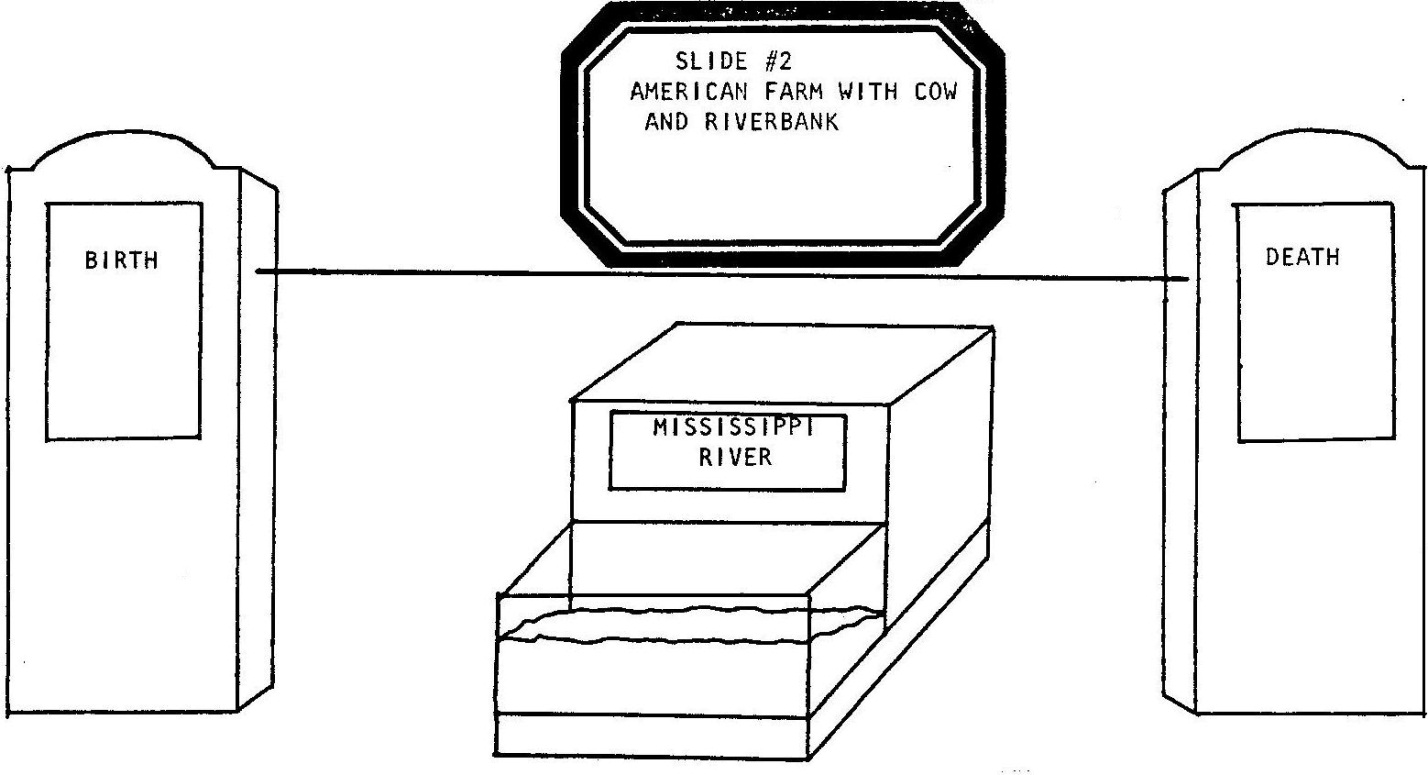 SLIDE #2
AMERICAN FARM WITH COW
AND RIVERBANK
BIRTH
DEATH
MISSISSIPPI
RIVER